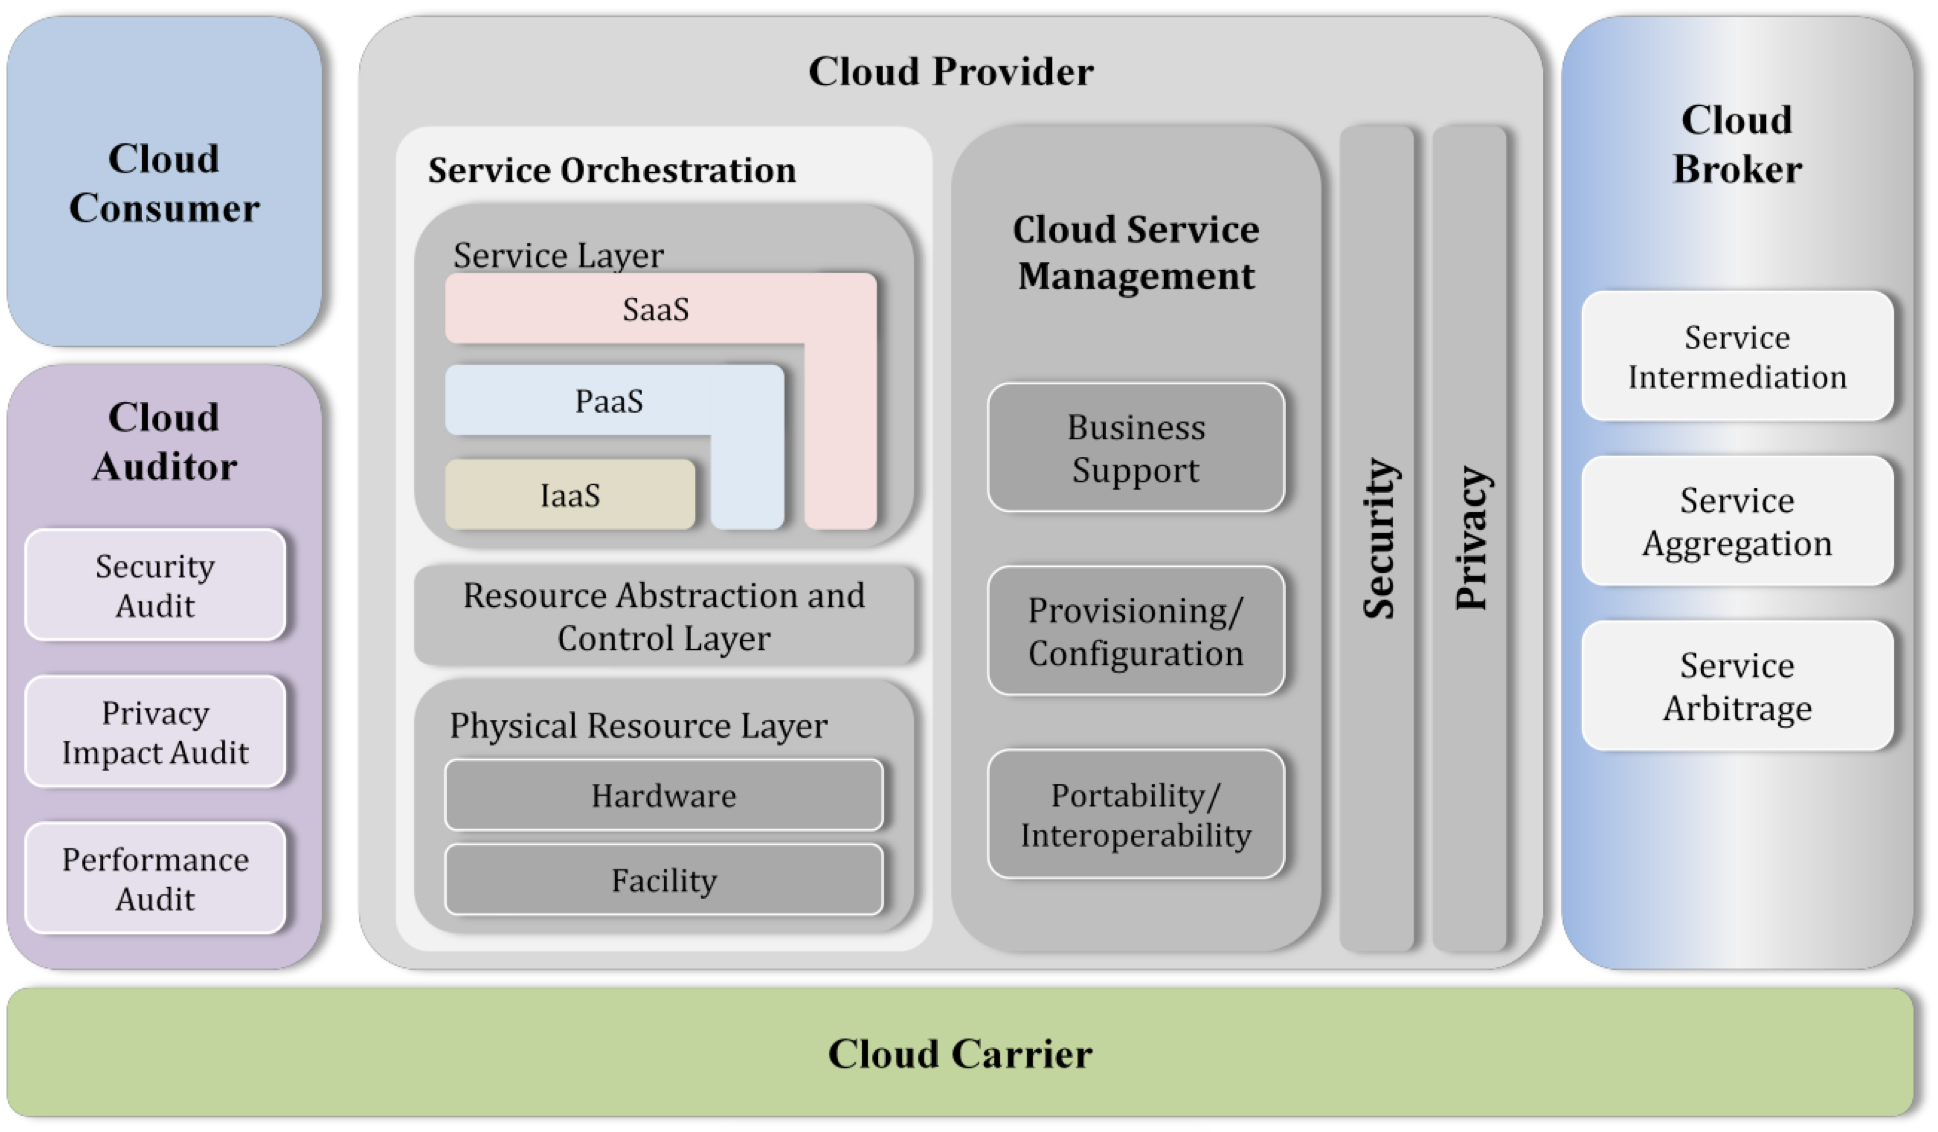 Cloud
Consumer
Cloud
Auditor
Security
Audit
Privacy
Impact Audit
Performance
Audit
Cloud Provider
Service Orchestration
Service Layer
SaaS
PaaS
IaaS
Resource Abstraction and
Control Layer
Physical Resource Layer
Hardware
Facility
Cloud Service
Management
Business
Support
Provisioning/
Configuration
Portability/
Interoperability
Security
Privacy
Cloud
Broker
Service
Intermediation
Service
Aggregation
Service
Arbitrage
Cloud Carrier